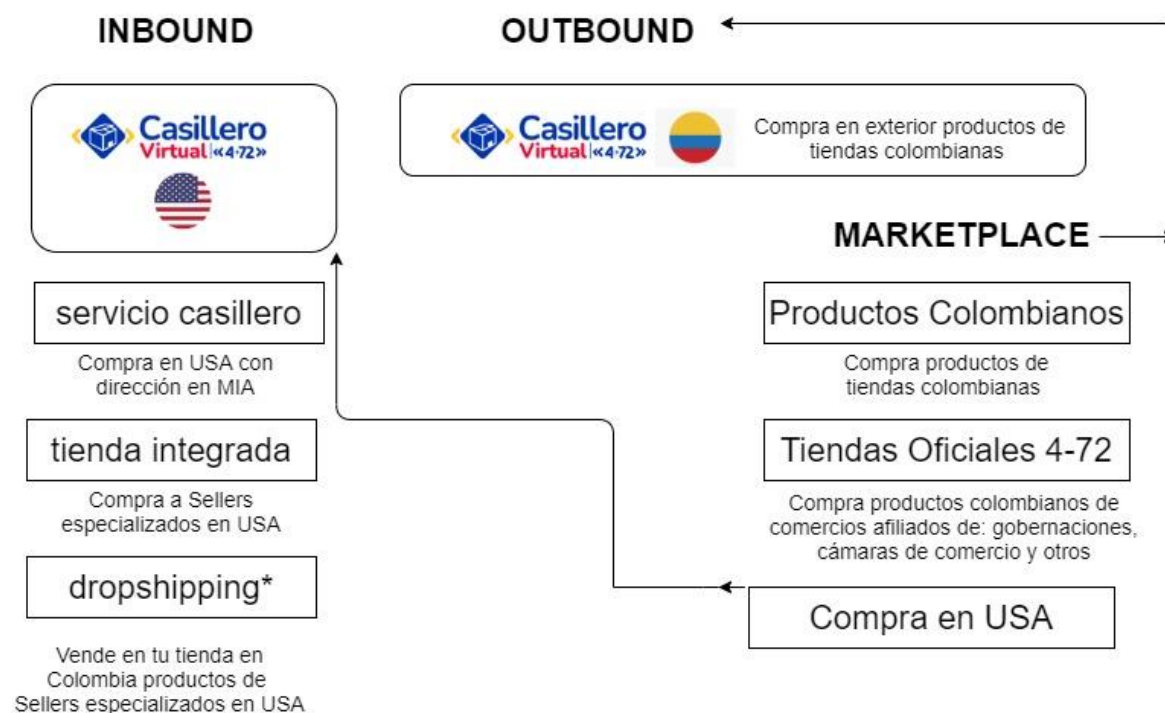 INBOUND
OUTBOUND
Casillero
Virtual «4-72»
Casillero
Virtual «4-72»
Compra en exterior productos de
tiendas colombianas
MARKETPLACE
servicio casillero
Compra en USA con
dirección en MIA
tienda integrada
Compra a Sellers
especializados en USA
dropshipping*
Vende en tu tienda en
Colombia productos de
Sellers especializados en USA
Productos Colombianos
Compra productos de
tiendas colombianas
Tiendas Oficiales 4-72
Compra productos colombianos de
comercios afiliados de: gobernaciones,
cámaras de comercio y otros
Compra en USA